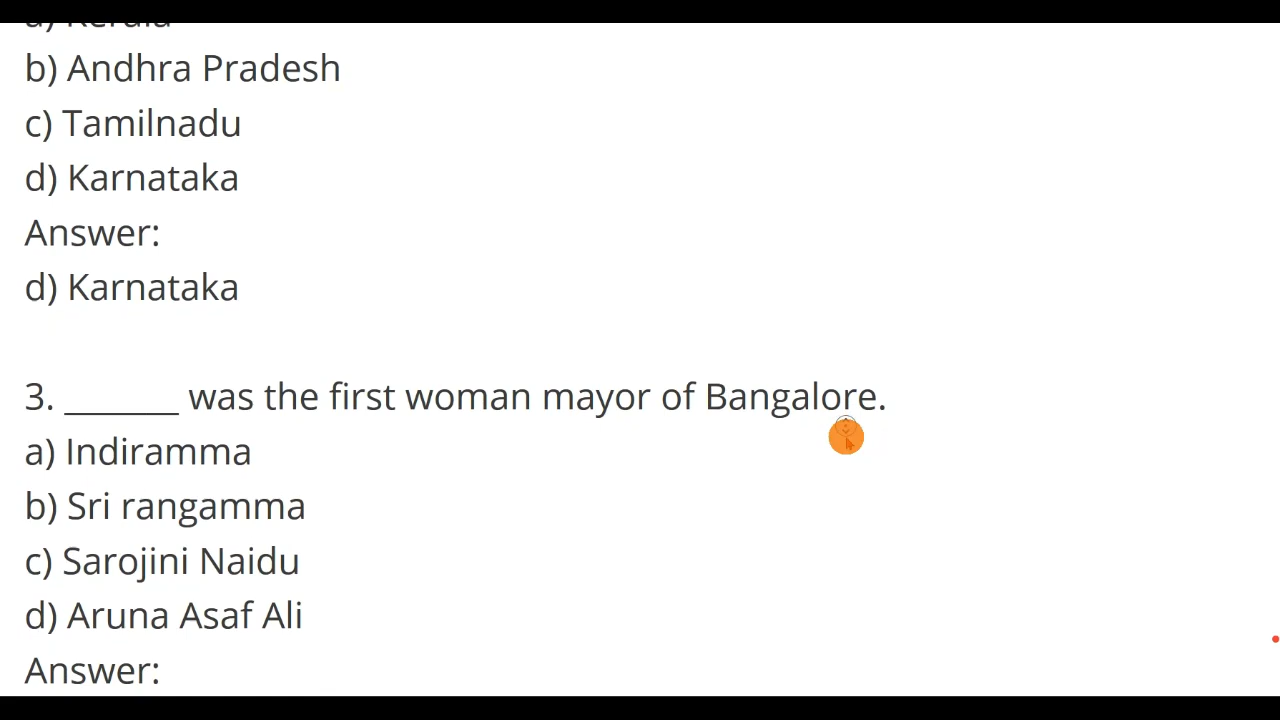 b) Andhra Pradesh
c) Tamilnadu
d) Karnataka
Answer:
d) Karnataka
3. _______ was the first woman mayor of Bangalore.
a) Indiramma
b) Sri rangamma
c) Sarojini Naidu
d) Aruna Asaf Ali
Answer: